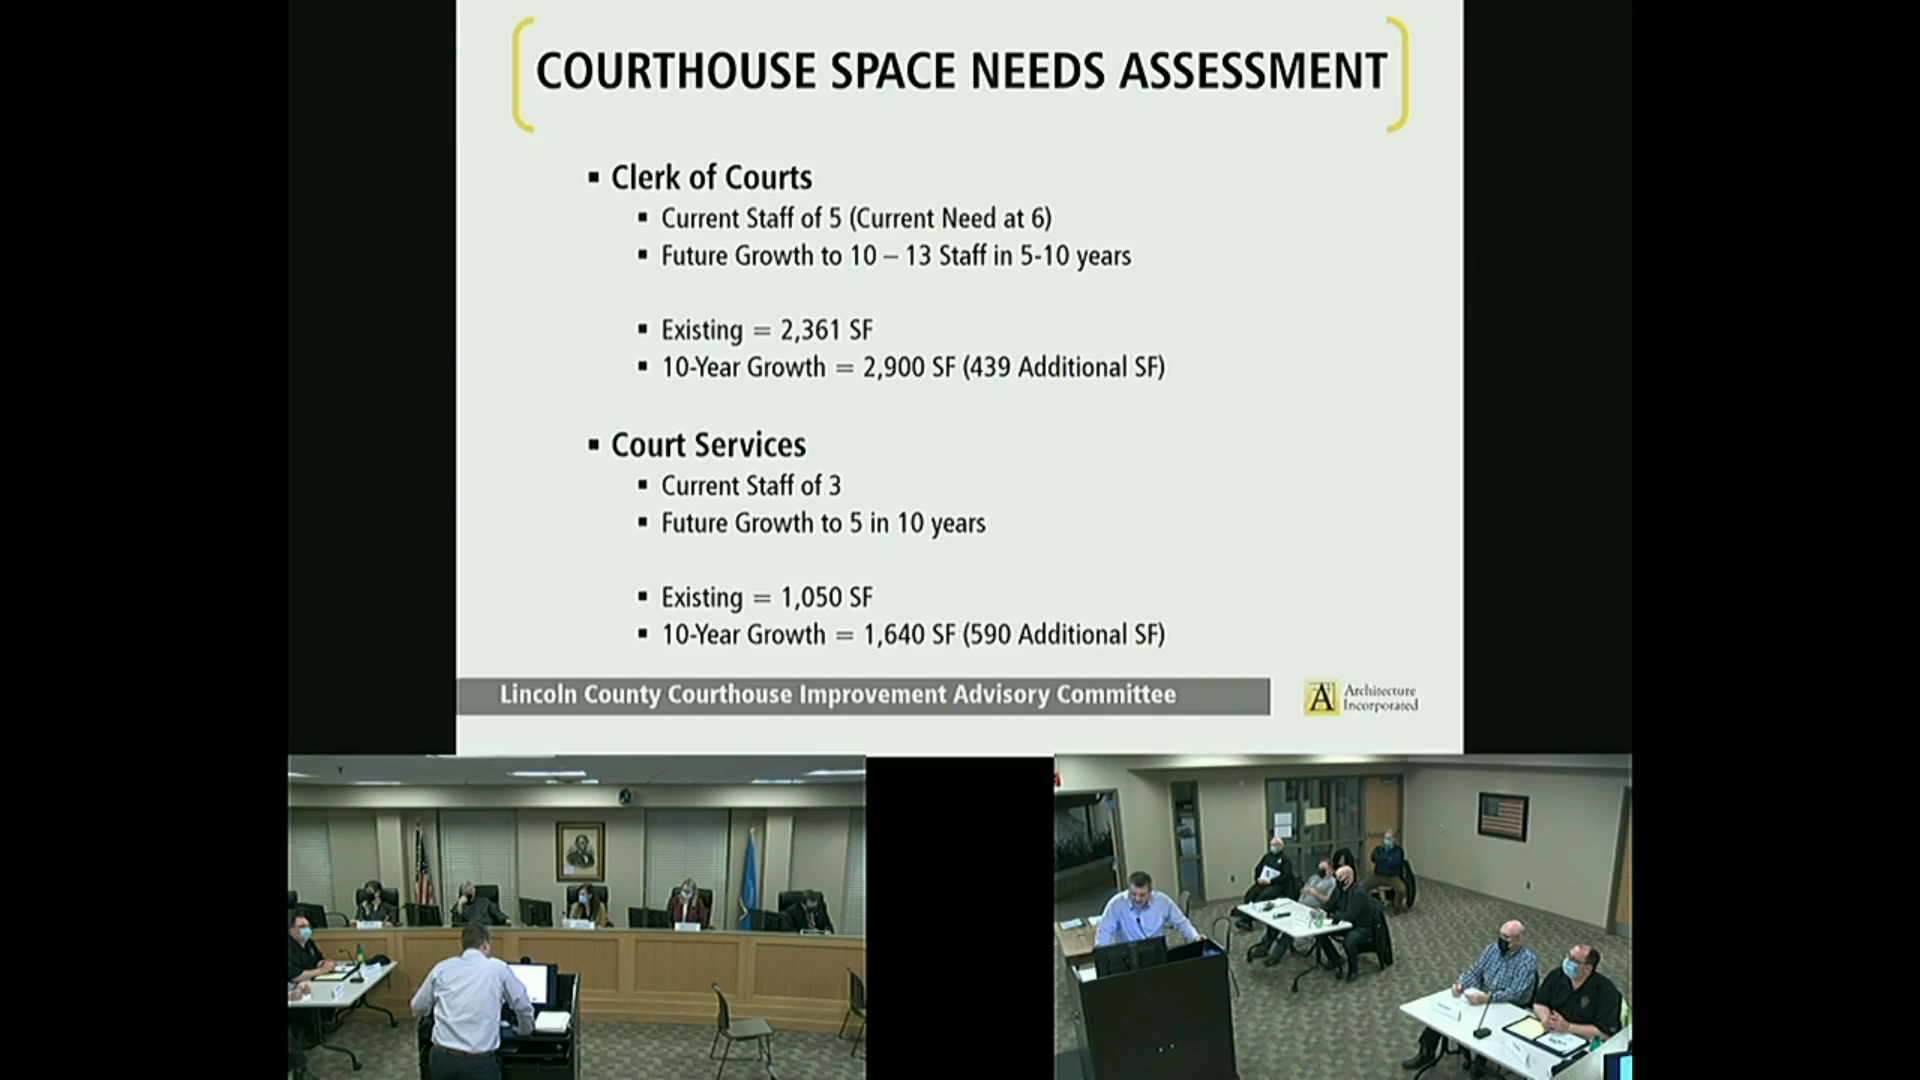 COURTHOUSE SPACE NEEDS ASSESSMENT
▪ Clerk of Courts
▪ Current Staff of 5 (Current Need at 6)
▪ Future Growth to 10 – 13 Staff in 5-10 years
▪ Existing = 2,361 SF
▪ 10-Year Growth = 2,900 SF (439 Additional SF)
▪ Court Services
▪ Current Staff of 3
▪ Future Growth to 5 in 10 years
▪ Existing = 1,050 SF
▪ 10-Year Growth = 1,640 SF (590 Additional SF)
Lincoln County Courthouse Improvement Advisory Committee
A
Architecture
Incorporated